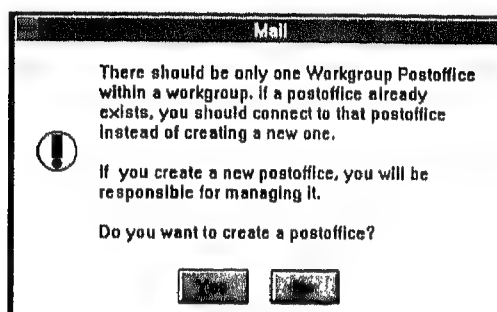 Mail
There should be only one Workgroup Postoffice
within a workgroup. If a postoffice already
exists, you should connect to that postoffice
instead of creating a new one.
If you create a new postoffice, you will be
responsible for managing it.
Do you want to create a postoffice?
Yes